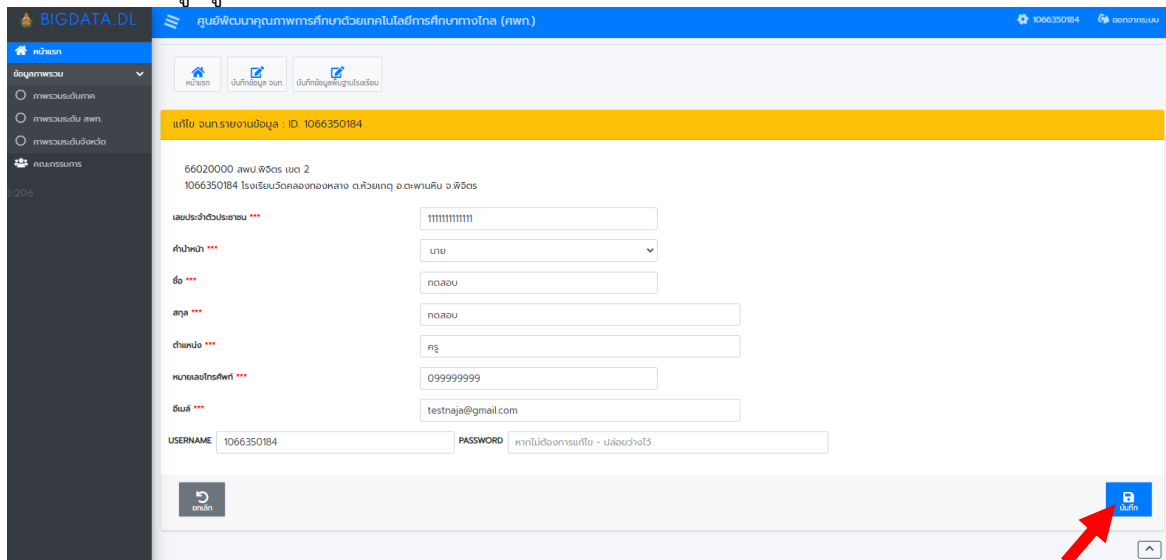 BIGDATA.DL
ศูนย์พัฒนาคุณภาพการศึกษาด้วยเทคโนโลยีการศึกษาทางไกล (ศพก.)
1066350184
ออกจากระบบ
หน้าแรก
ข้อมูลภาพรวม
ภาพรวมระดับภาค
ภาพรวมระดับ สพท.
ภาพรวมระดับจังหวัด
คณะกรรมการ
หน้าแรก
บันทึกข้อมูล จนท.
บันทึกข้อมูลพื้นฐานโรงเรียน
แก้ไข จนท.รายงานข้อมูล : ID. 1066350184
66020000 สพป.พิจิตร เขต 2
1066350184 โรงเรียนวัดคลองทองหลาง ต.ห้วยเกตุ อ.ตะพานหิน จ.พิจิตร
เลขประจำตัวประชาชน *** 1111111111111
คำนำหน้า *** นาย
ชื่อ *** ทดสอบ
สกุล *** ทดสอบ
ตำแหน่ง *** ครู
หมายเลขโทรศัพท์ *** 099999999
อีเมล์ *** testnaja@gmail.com
USERNAME 1066350184 PASSWORD หากไม่ต้องการแก้ไข - ปล่อยว่างไว้
ยกเลิก
บันทึก